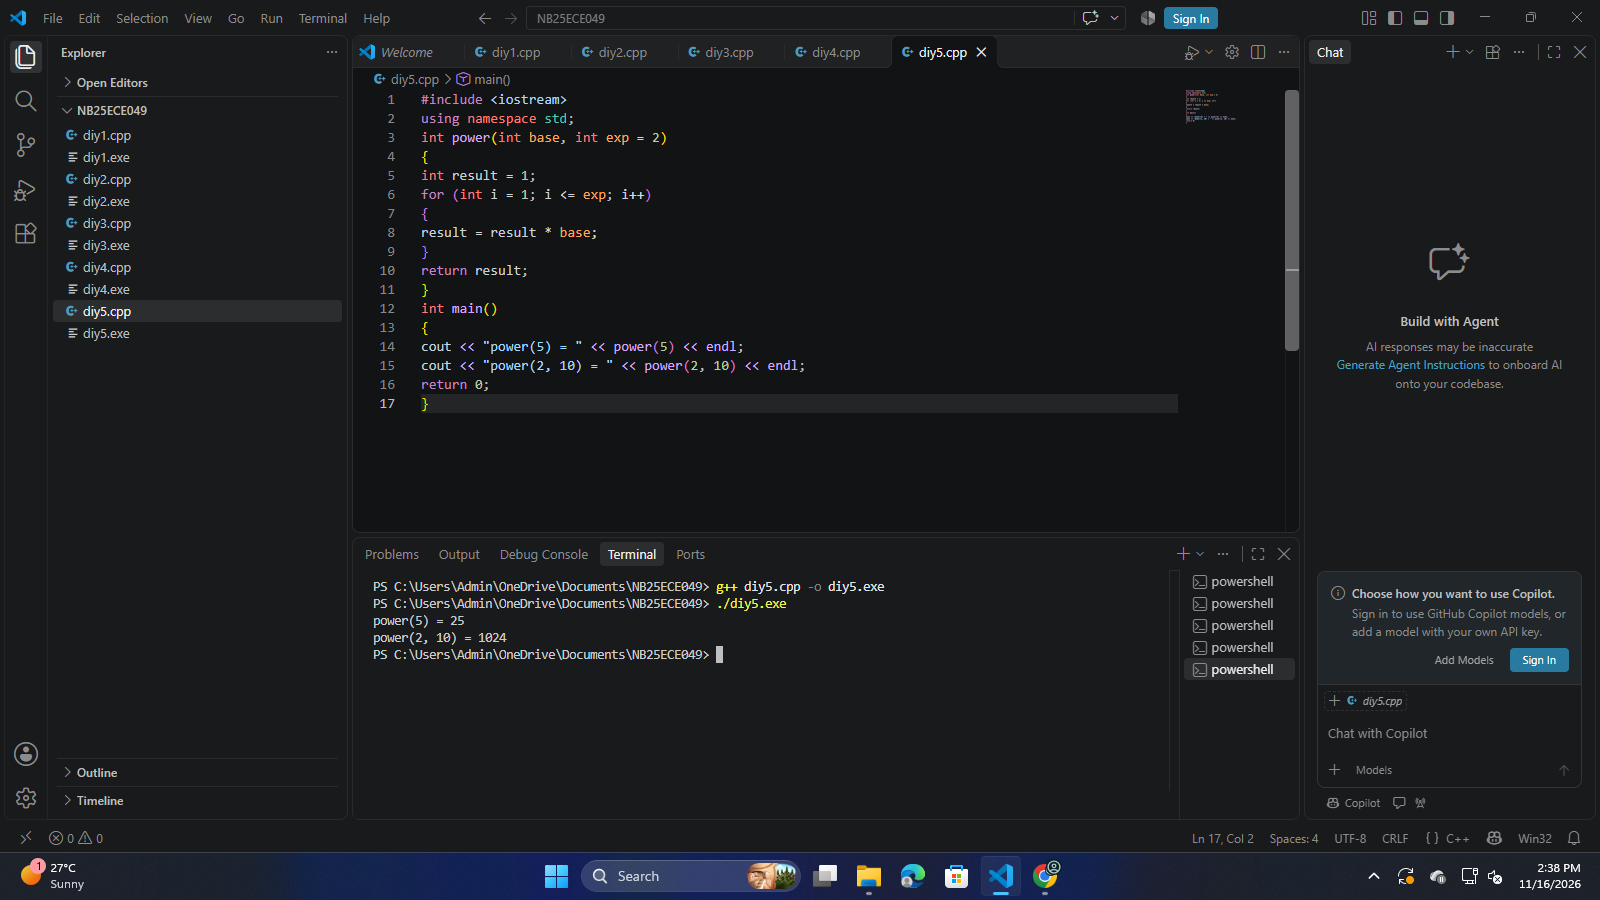 File Edit Selection View Go Run Terminal Help
NB25ECE049
Sign In
Explorer
Open Editors
NB25ECE049
diy1.cpp
diy1.exe
diy2.cpp
diy2.exe
diy3.cpp
diy3.exe
diy4.cpp
diy4.exe
diy5.cpp
diy5.exe
Outline
Timeline
Welcome diy1.cpp diy2.cpp diy3.cpp diy4.cpp diy5.cpp
diy5.cpp > main()
1 #include <iostream>
2 using namespace std;
3 int power(int base, int exp = 2)
4 {
5 int result = 1;
6 for (int i = 1; i <= exp; i++)
7 {
8 result = result * base;
9 }
10 return result;
11 }
12 int main()
13 {
14 cout << "power(5) = " << power(5) << endl;
15 cout << "power(2, 10) = " << power(2, 10) << endl;
16 return 0;
17 }
Problems Output Debug Console Terminal Ports
PS C:\Users\Admin\OneDrive\Documents\NB25ECE049> g++ diy5.cpp -o diy5.exe
PS C:\Users\Admin\OneDrive\Documents\NB25ECE049> ./diy5.exe
power(5) = 25
power(2, 10) = 1024
PS C:\Users\Admin\OneDrive\Documents\NB25ECE049>
powershell
powershell
powershell
powershell
powershell
Chat
Build with Agent
AI responses may be inaccurate
Generate Agent Instructions to onboard AI
onto your codebase.
Choose how you want to use Copilot.
Sign in to use GitHub Copilot models, or
add a model with your own API key.
Add Models Sign In
diy5.cpp
Chat with Copilot
Models
Copilot
0 0
Ln 17, Col 2 Spaces: 4 UTF-8 CRLF {} C++ Win32
1
27°C
Sunny
Search
2:38 PM
11/16/2026